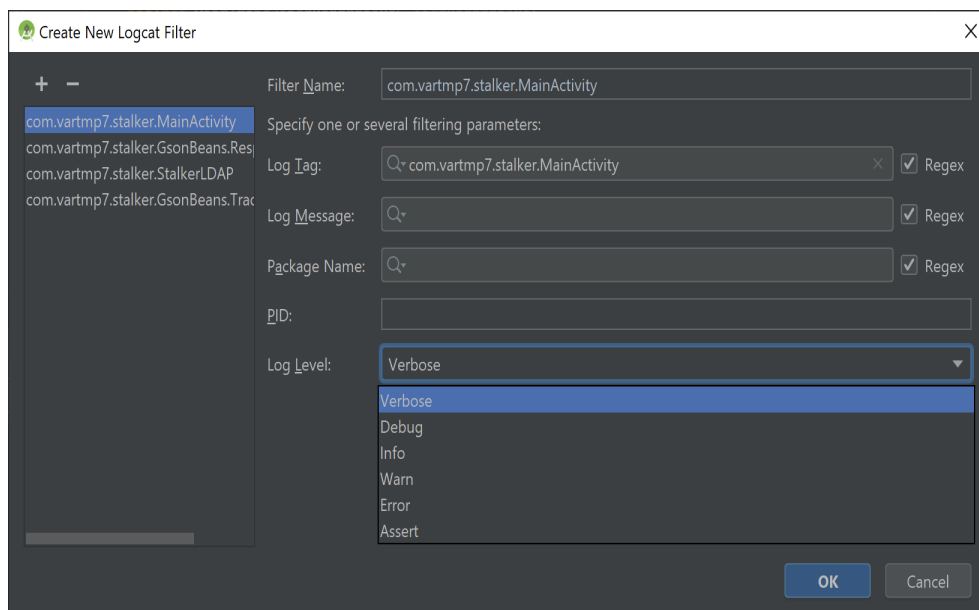 Create New Logcat Filter
com.vartmp7.stalker.MainActivity
com.vartmp7.stalker.GsonBeans.Resp
com.vartmp7.stalker.StalkerLDAP
com.vartmp7.stalker.GsonBeans.Trac
Filter Name: com.vartmp7.stalker.MainActivity
Specify one or several filtering parameters:
Log Tag: com.vartmp7.stalker.MainActivity Regex
Log Message: Regex
Package Name: Regex
PID:
Log Level: Verbose
Verbose
Debug
Info
Warn
Error
Assert
OK Cancel